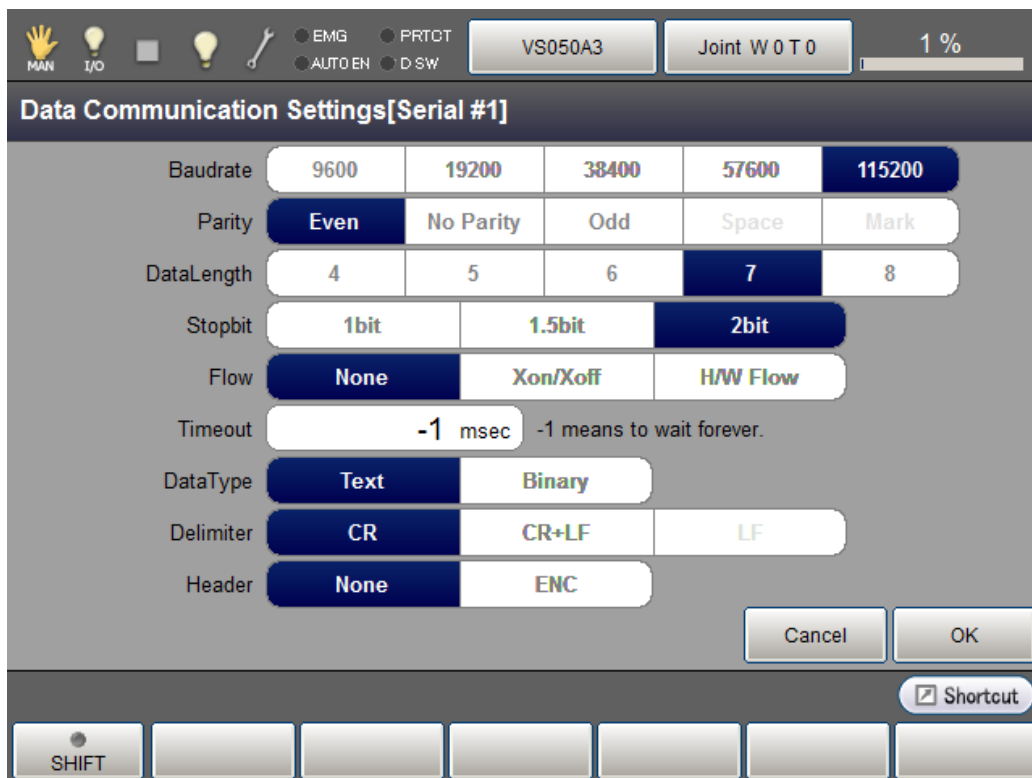 MAN I/O EMG PRTCT AUTO EN D SW VS050A3 Joint W 0 T 0 1 %
Data Communication Settings[Serial #1]
Baudrate 9600 19200 38400 57600 115200
Parity Even No Parity Odd Space Mark
DataLength 4 5 6 7 8
Stopbit 1bit 1.5bit 2bit
Flow None Xon/Xoff H/W Flow
Timeout -1 msec -1 means to wait forever.
DataType Text Binary
Delimiter CR CR+LF LF
Header None ENC
Cancel OK
Shortcut
SHIFT